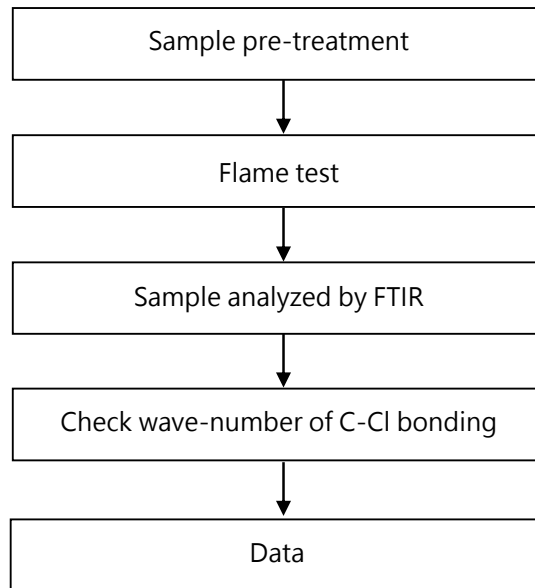 Sample pre-treatment
Flame test
Sample analyzed by FTIR
Check wave-number of C-Cl bonding
Data